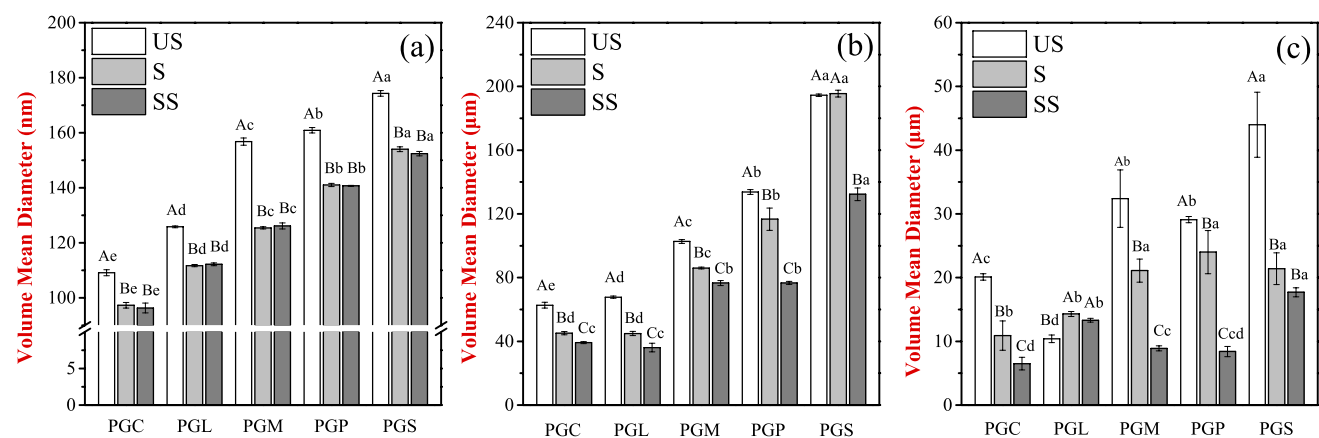 Volume Mean Diameter (nm)
200
180
160
140
120
100
5
0
US
S
SS
(a)
Ae
Be
Be
Ad
Bd
Bd
Ac
Bc
Bc
Ab
Bb
Bb
Aa
Ba
Ba
PGC PGL PGM PGP PGS
Volume Mean Diameter (μm)
240
200
160
120
80
40
0
US
S
SS
(b)
Ae
Bd
Cc
Ad
Bd
Cc
Ac
Bc
Cb
Ab
Bb
Cb
Aa
Aa
Ba
PGC PGL PGM PGP PGS
Volume Mean Diameter (μm)
60
50
40
30
20
10
0
US
S
SS
(c)
Ac
Bb
Cd
Bd
Ab
Ab
Ab
Ba
Cc
Ab
Ba
Ccd
Aa
Ba
Ba
PGC PGL PGM PGP PGS